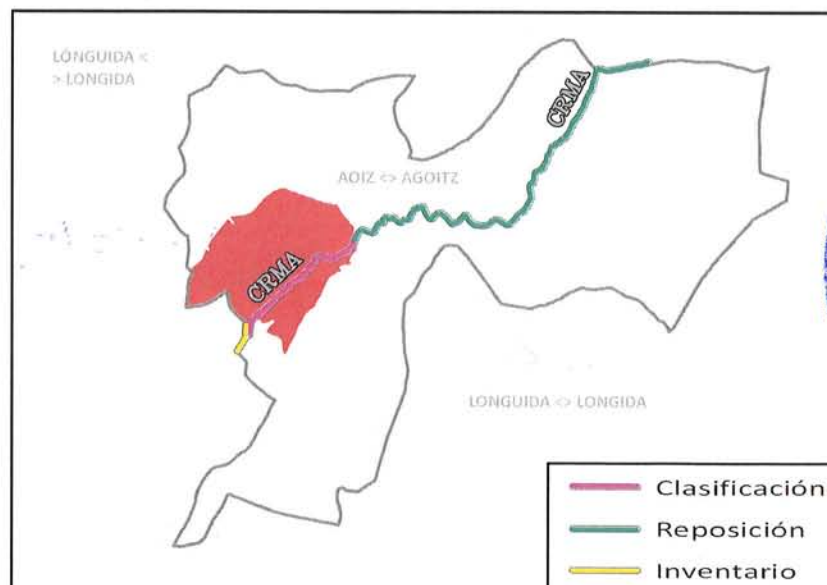 LÓNGUIDA <
> LONGIDA
CRMA
AOIZ <> AGOITZ
CRMA
LONGUIDA <> LONGIDA
Clasificación
Reposición
Inventario